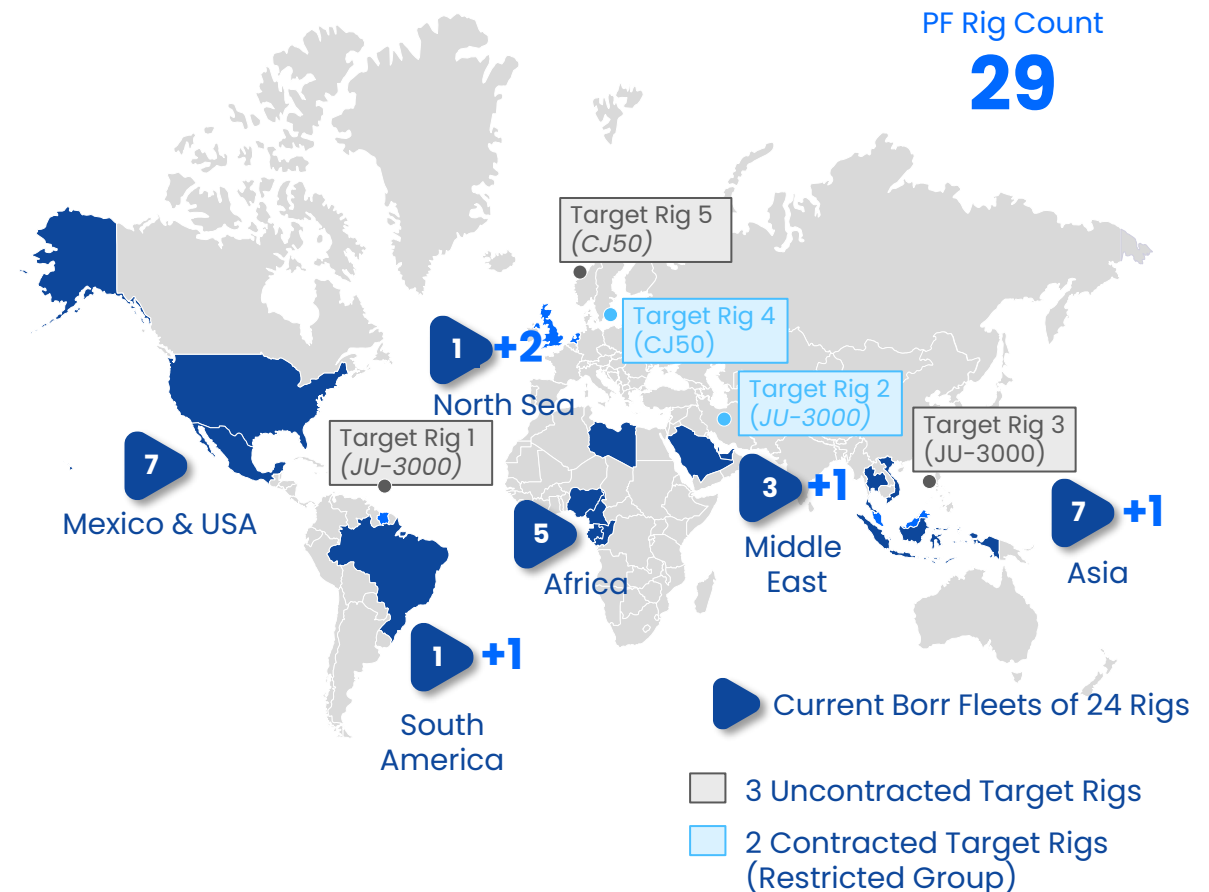 PF Rig Count
29
Target Rig 5
(CJ50)
Target Rig 4
(CJ50)
1
+2
North Sea
Target Rig 2
(JU-3000)
Target Rig 1
(JU-3000)
Target Rig 3
(JU-3000)
7
Mexico & USA
5
Africa
3
+1
Middle
East
7
+1
Asia
1
+1
South
America
Current Borr Fleets of 24 Rigs
3 Uncontracted Target Rigs
2 Contracted Target Rigs
(Restricted Group)